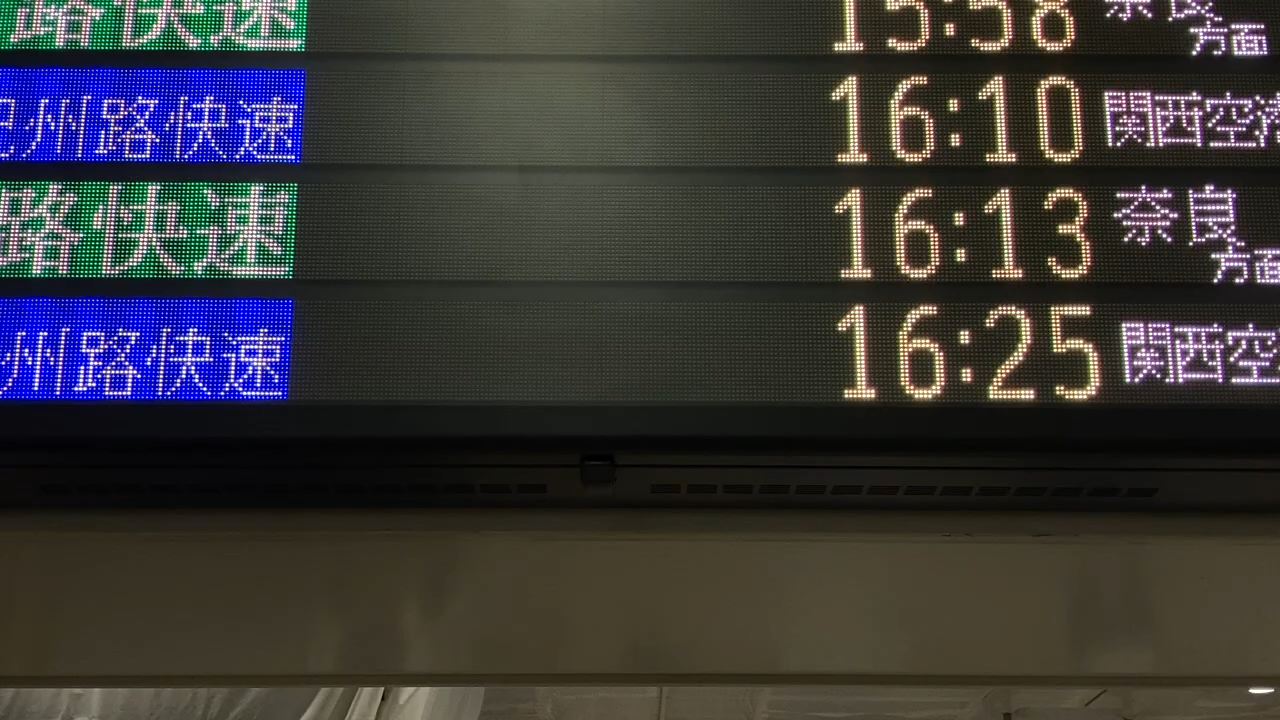 路快速 15:58 奈良方面
州路快速 16:10 関西空
路快速 16:13 奈良方面
州路快速 16:25 関西空